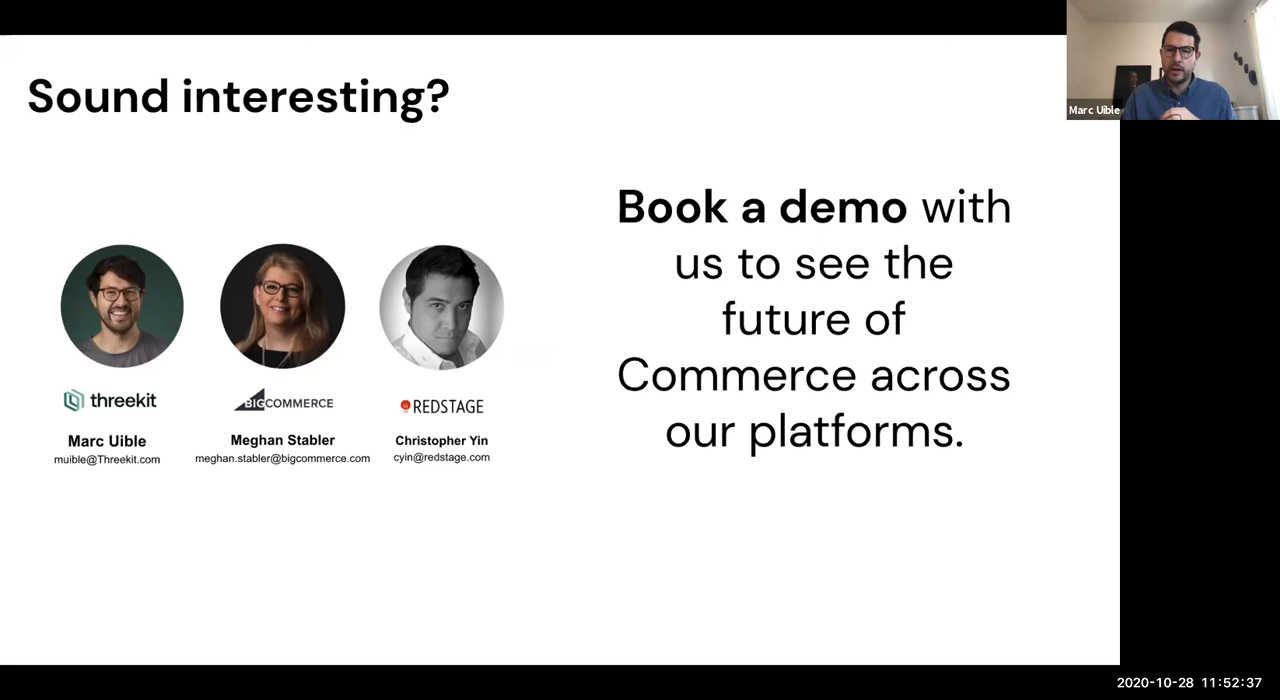 Sound interesting?
Marc Uible
Book a demo with
us to see the
future of
Commerce across
our platforms.
threekit
BIGCOMMERCE
REDSTAGE
Marc Uible
Meghan Stabler
Christopher Yin
muible@Threekit.com
meghan.stabler@bigcommerce.com
cyin@redstage.com
2020-10-28 11:52:37